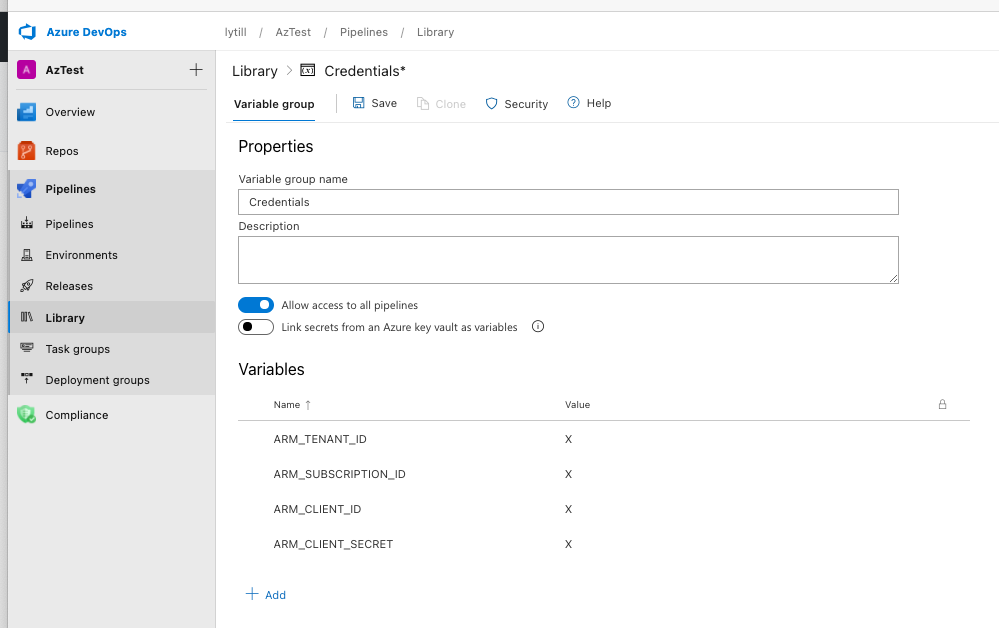 Azure DevOps
lytill / AzTest / Pipelines / Library
A AzTest
Overview
Repos
Pipelines
Pipelines
Environments
Releases
Library
Task groups
Deployment groups
Compliance
Library > (x) Credentials*
Variable group
Save
Clone
Security
Help
Properties
Variable group name
Credentials
Description
Allow access to all pipelines
Link secrets from an Azure key vault as variables
Variables
Name ↑ Value
ARM_TENANT_ID X
ARM_SUBSCRIPTION_ID X
ARM_CLIENT_ID X
ARM_CLIENT_SECRET X
+ Add